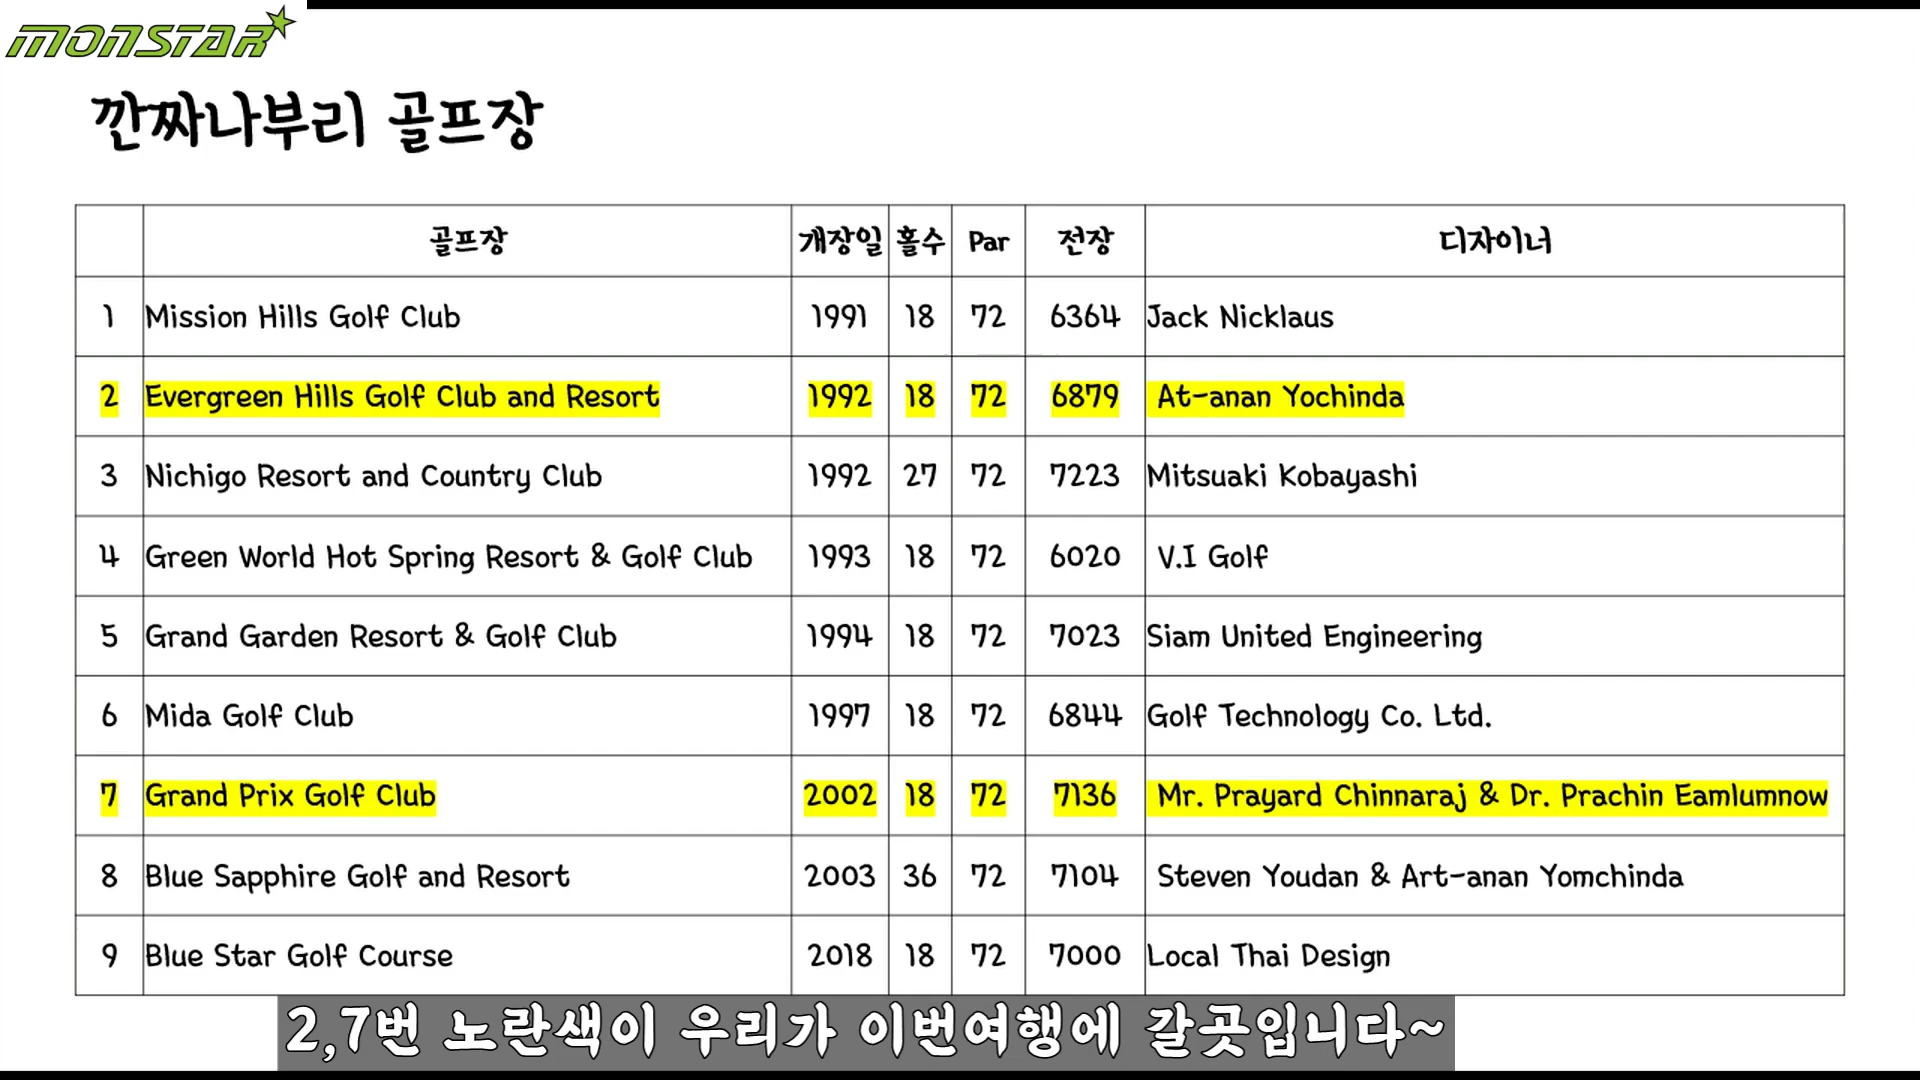 MONSTAR
깐짜나부리 골프장
골프장 개장일 홀수 Par 전장 디자이너
1 Mission Hills Golf Club 1991 18 72 6364 Jack Nicklaus
2 Evergreen Hills Golf Club and Resort 1992 18 72 6879 At-anan Yochinda
3 Nichigo Resort and Country Club 1992 27 72 7223 Mitsuaki Kobayashi
4 Green World Hot Spring Resort & Golf Club 1993 18 72 6020 V.I Golf
5 Grand Garden Resort & Golf Club 1994 18 72 7023 Siam United Engineering
6 Mida Golf Club 1997 18 72 6844 Golf Technology Co. Ltd.
7 Grand Prix Golf Club 2002 18 72 7136 Mr. Prayard Chinnaraj & Dr. Prachin Eamlumnow
8 Blue Sapphire Golf and Resort 2003 36 72 7104 Steven Youdan & Art-anan Yomchinda
9 Blue Star Golf Course 2018 18 72 7000 Local Thai Design
2,7번 노란색이 우리가 이번여행에 갈곳입니다~